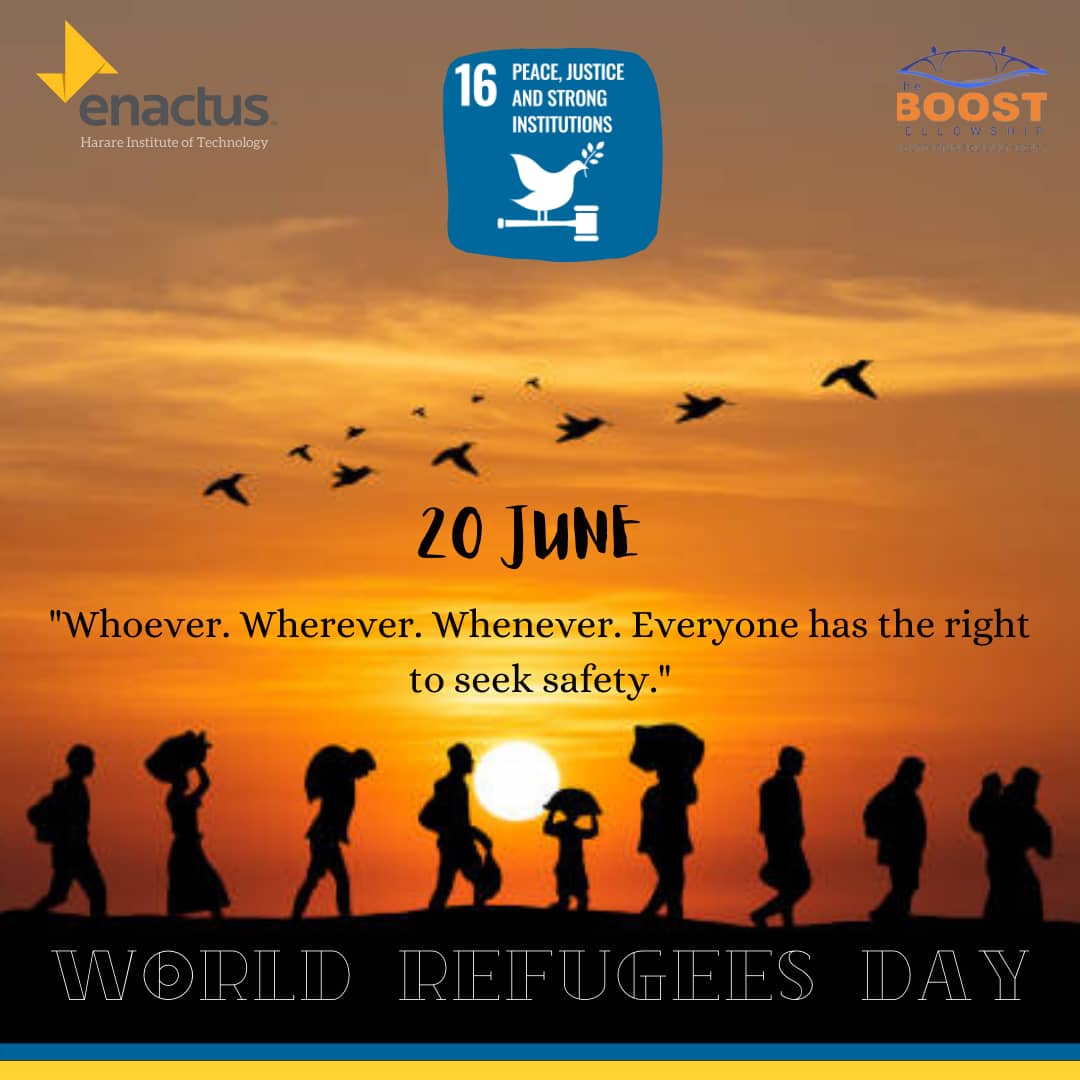 enactus
Harare Institute of Technology
16 PEACE, JUSTICE
AND STRONG
INSTITUTIONS
BOOST
20 JUNE
"Whoever. Wherever. Whenever. Everyone has the right
to seek safety."
WORLD REFUGEES DAY